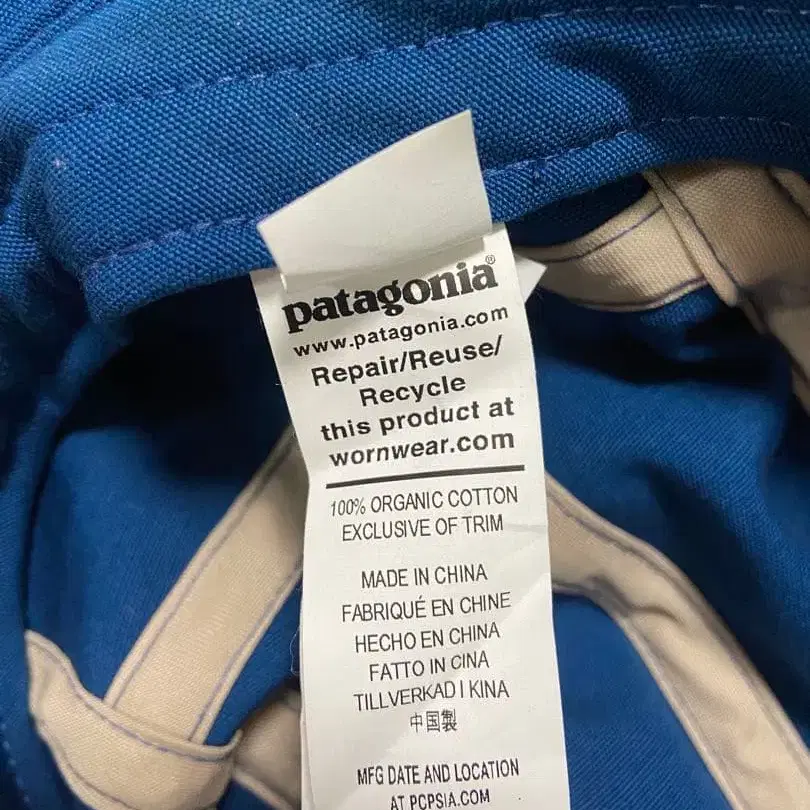 patagonia®
www.patagonia.com
Repair/Reuse/
Recycle
this product at
wornwear.com
100% ORGANIC COTTON
EXCLUSIVE OF TRIM
MADE IN CHINA
FABRIQUÉ EN CHINE
HECHO EN CHINA
FATTO IN CINA
TILLVERKAD I KINA
中国製
MFG DATE AND LOCATION
AT PCPSIA.COM